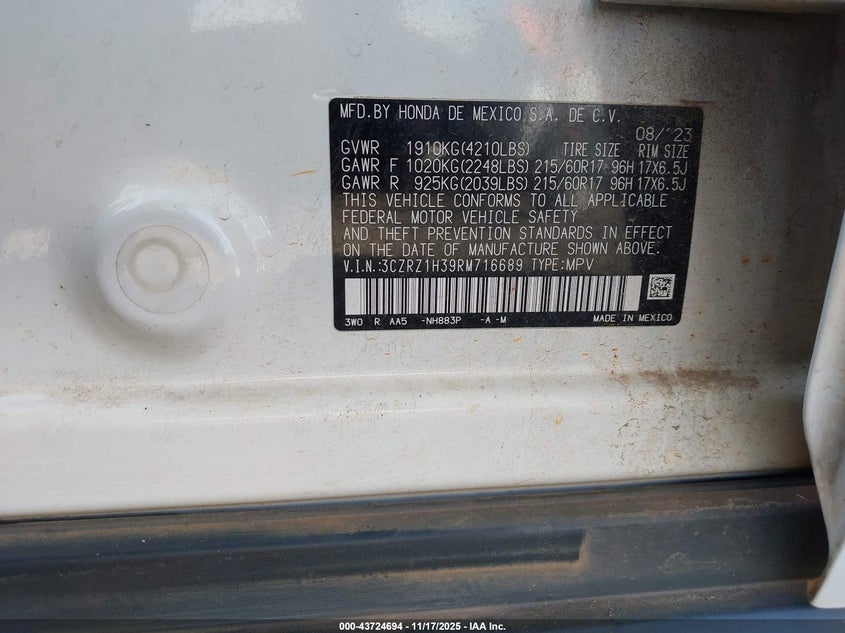 MFD.BY HONDA DE MEXICO S.A. DE C.V.
08/'23
GVWR 1910KG(4210LBS) TIRE SIZE RIM SIZE
GAWR F 1020KG(2248LBS) 215/60R17 96H 17X6.5J
GAWR R 925KG(2039LBS) 215/60R17 96H 17X6.5J
THIS VEHICLE CONFORMS TO ALL APPLICABLE
FEDERAL MOTOR VEHICLE SAFETY
AND THEFT PREVENTION STANDARDS IN EFFECT
ON THE DATE OF MANUFACTURE SHOWN ABOVE.
V.I.N.:3CZRZ1H39RM716689 TYPE:MPV
3W0 R AA5 -NH883P -A -M MADE IN MEXICO
000-43724694 - 11/17/2025 - IAA Inc.